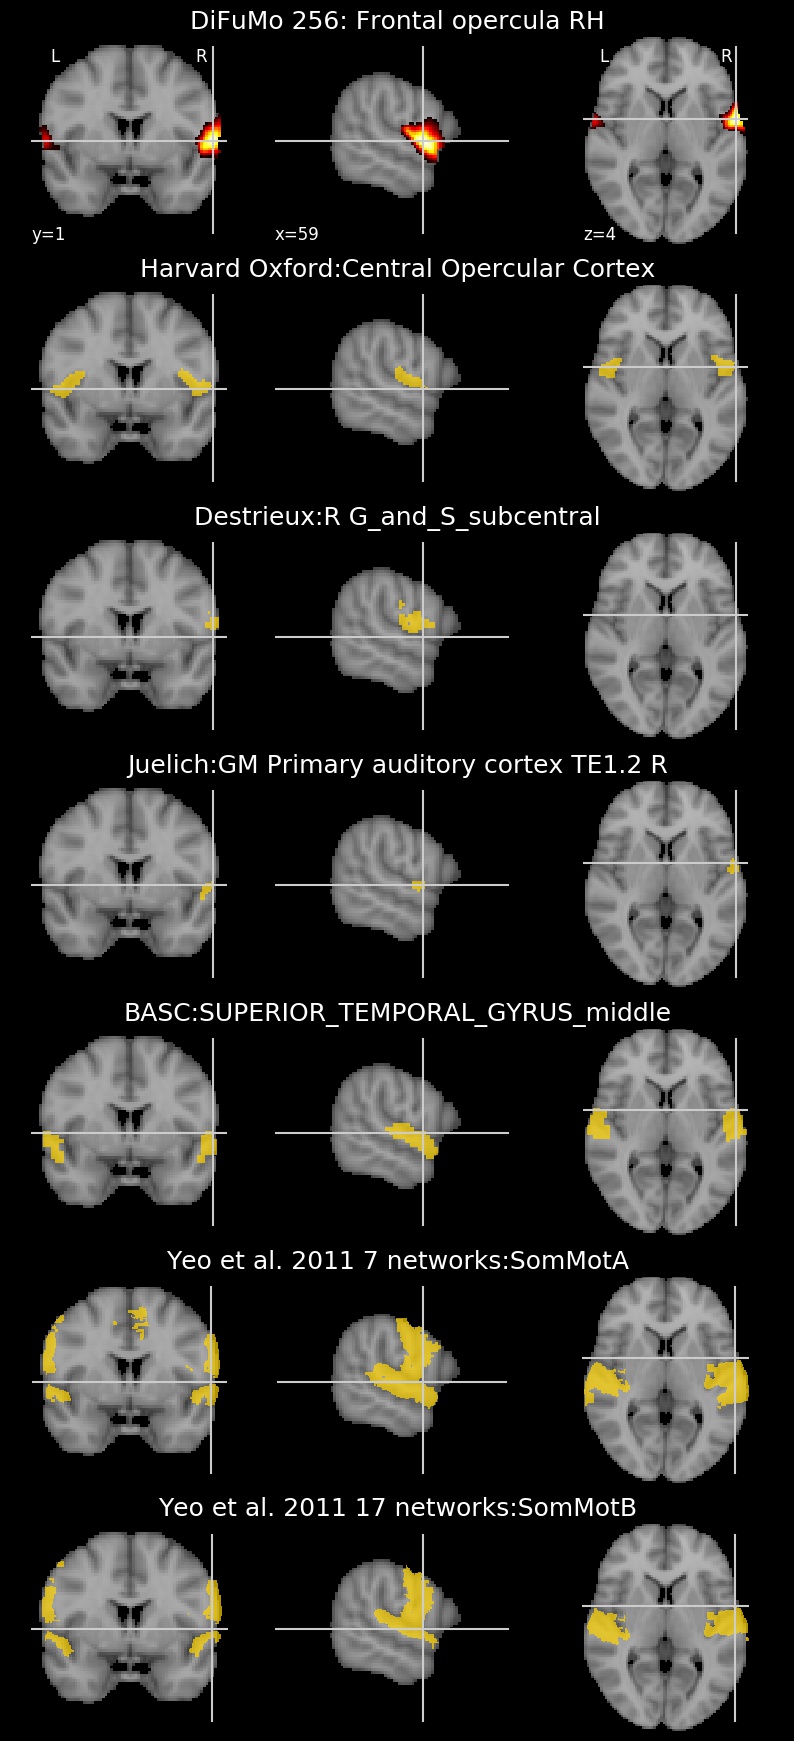 DiFuMo 256: Frontal opercula RH
L R L R
y=1 x=59 z=4
Harvard Oxford:Central Opercular Cortex
Destrieux:R G_and_S_subcentral
Juelich:GM Primary auditory cortex TE1.2 R
BASC:SUPERIOR_TEMPORAL_GYRUS_middle
Yeo et al. 2011 7 networks:SomMotA
Yeo et al. 2011 17 networks:SomMotB